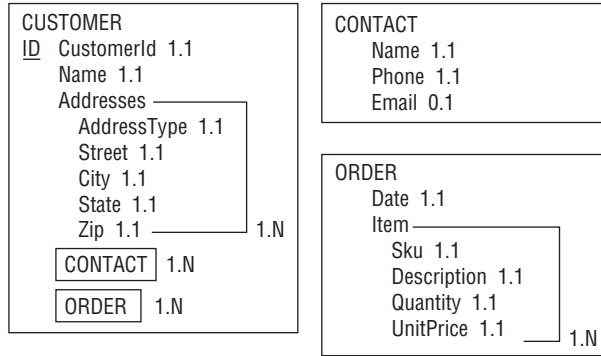 CUSTOMER
ID CustomerId 1.1
Name 1.1
Addresses
AddressType 1.1
Street 1.1
City 1.1
State 1.1
Zip 1.1 1.N
CONTACT 1.N
ORDER 1.N
CONTACT
Name 1.1
Phone 1.1
Email 0.1
ORDER
Date 1.1
Item
Sku 1.1
Description 1.1
Quantity 1.1
UnitPrice 1.1 1.N